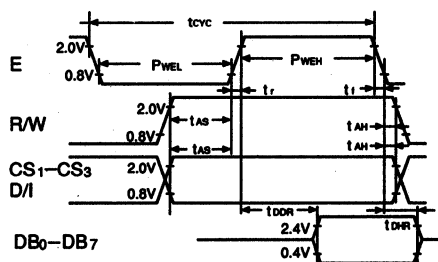 tCYC
2.0V
E
PWEL
PWEH
0.8V
tr
tf
2.0V
R/W
tAS
tAH
0.8V
tAS
tAH
CS1–CS3
2.0V
D/I
0.8V
tDDR
tDHR
2.4V
DB0–DB7
0.4V